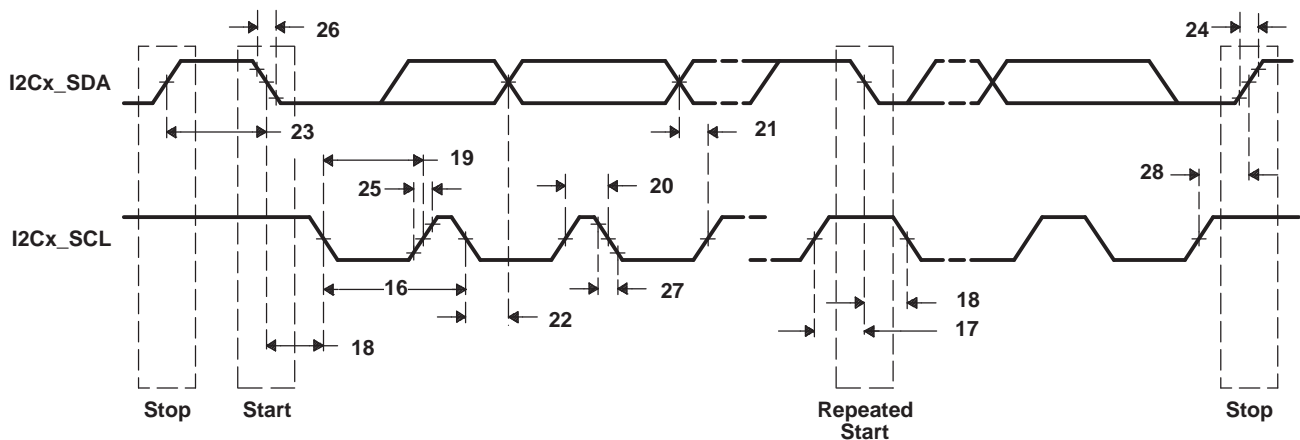 26
24
I2Cx_SDA
23
21
19
25
20
28
I2Cx_SCL
16
27
18
22
17
18
Stop
Start
Repeated
Start
Stop